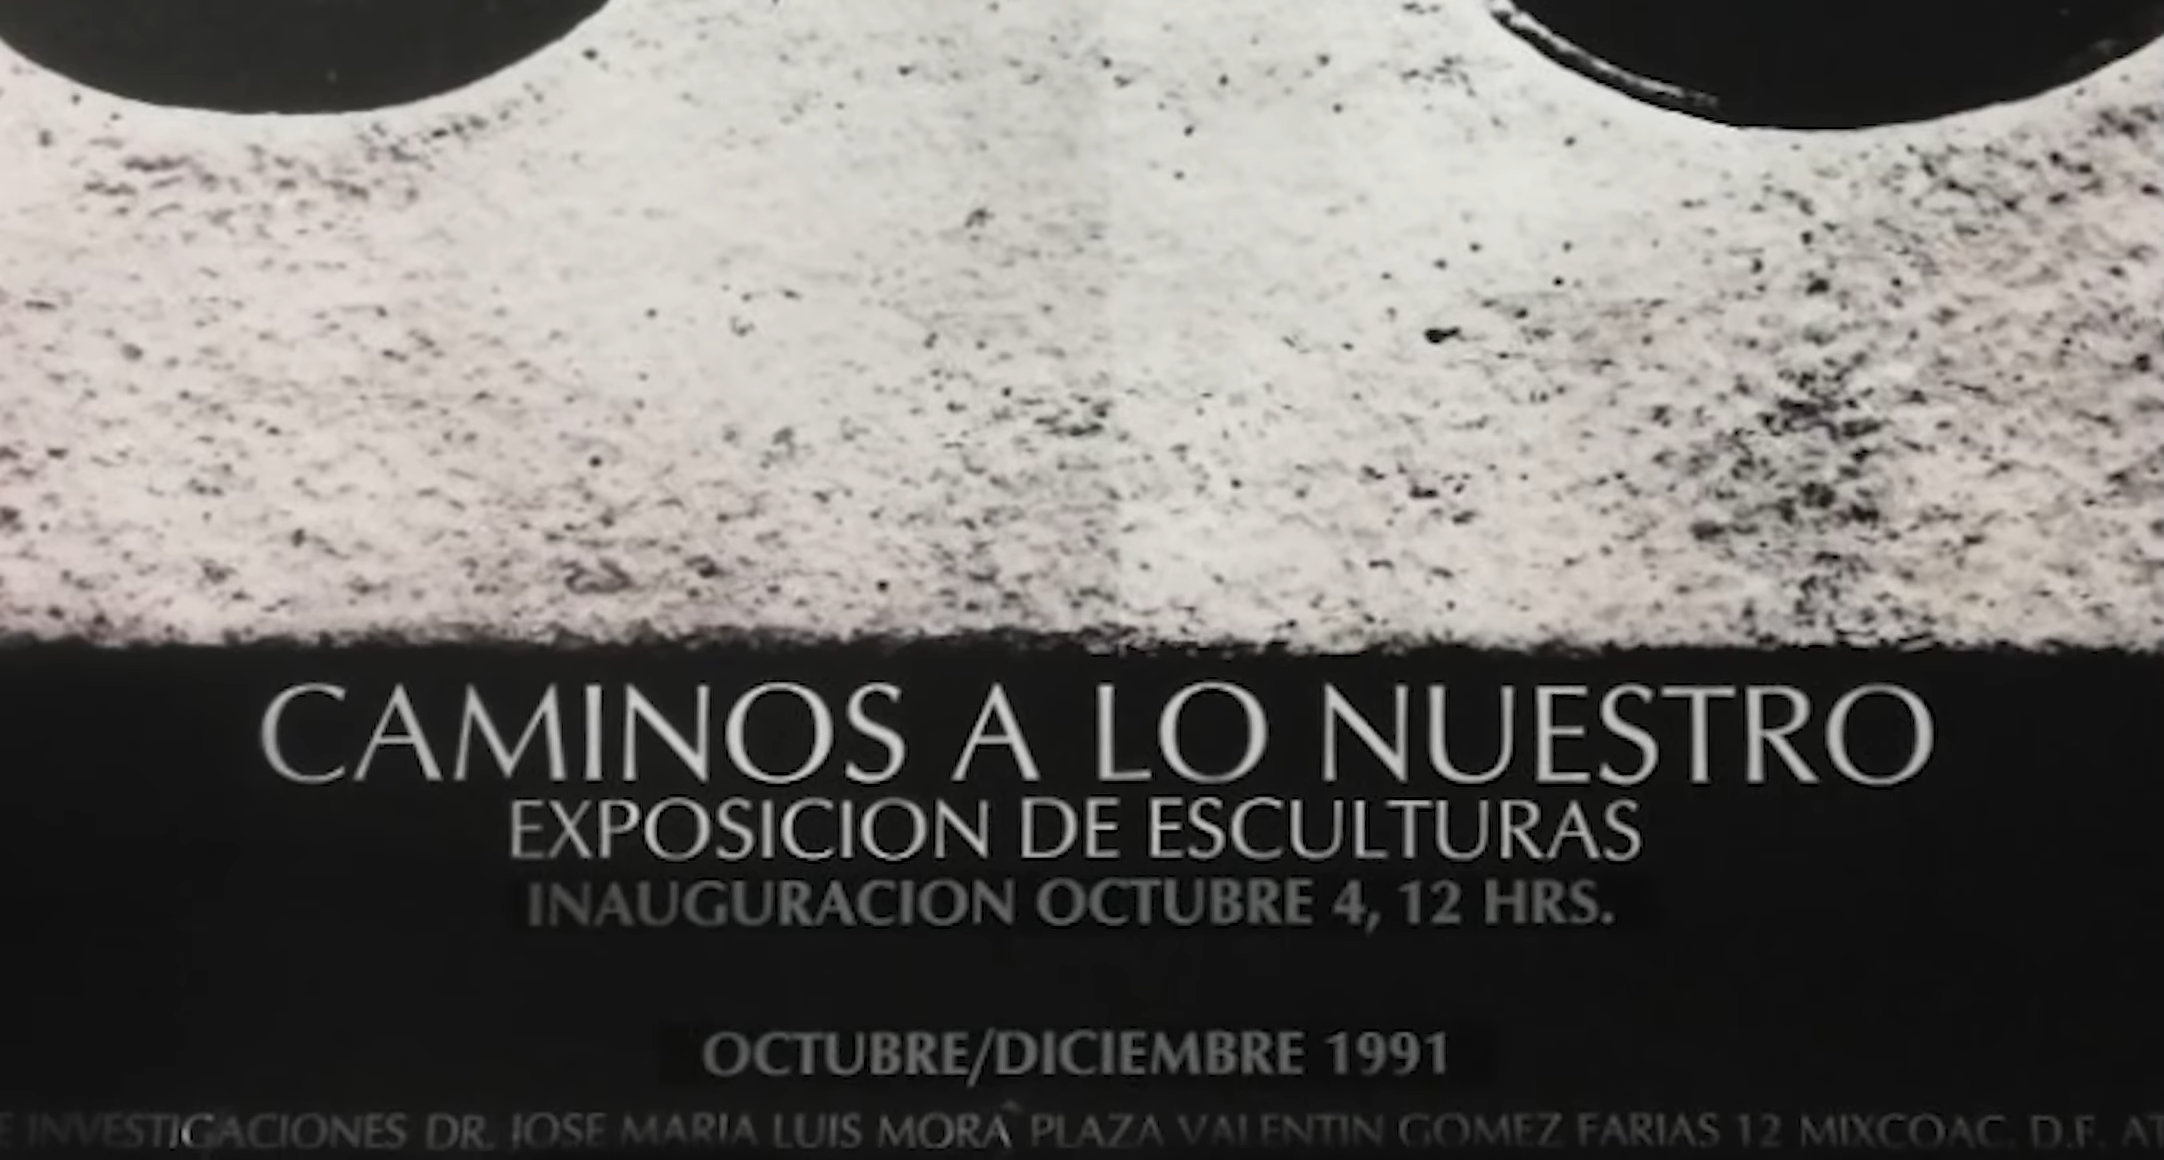 CAMINOS A LO NUESTRO
EXPOSICION DE ESCULTURAS
INAUGURACION OCTUBRE 4, 12 HRS.
OCTUBRE/DICIEMBRE 1991
INVESTIGACIONES DR. JOSE MARIA LUIS MORA PLAZA VALENTIN GOMEZ FARIAS 12 MIXCOAC, D.F.